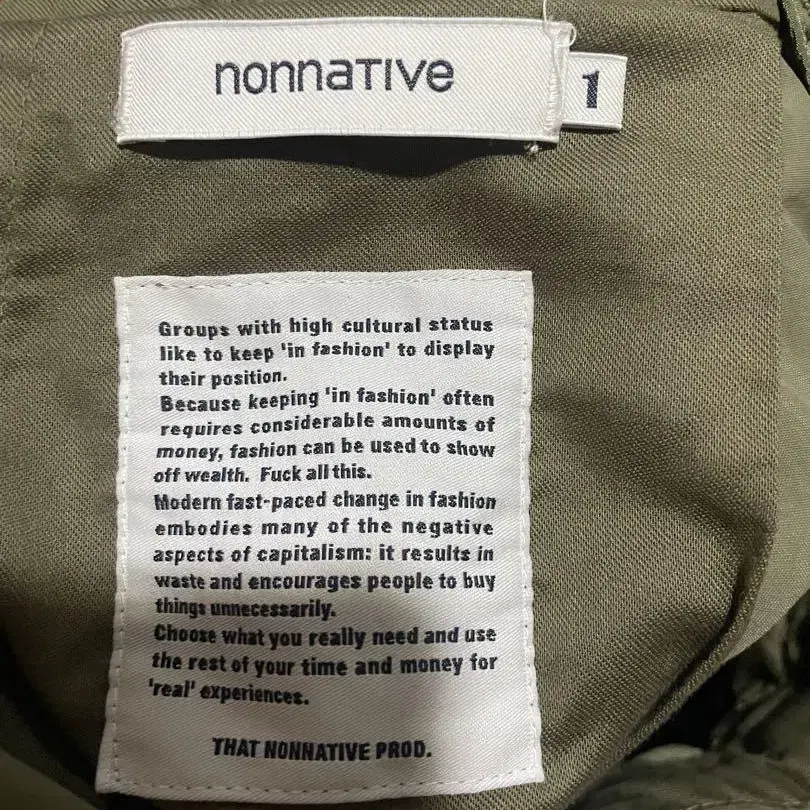 nonnaTIve
1
Groups with high cultural status
like to keep 'in fashion' to display
their position.
Because keeping 'in fashion' often
requires considerable amounts of
money, fashion can be used to show
off wealth. Fuck all this.
Modern fast-paced change in fashion
embodies many of the negative
aspects of capitalism: it results in
waste and encourages people to buy
things unnecessarily.
Choose what you really need and use
the rest of your time and money for
'real' experiences.
THAT NONNATIVE PROD.